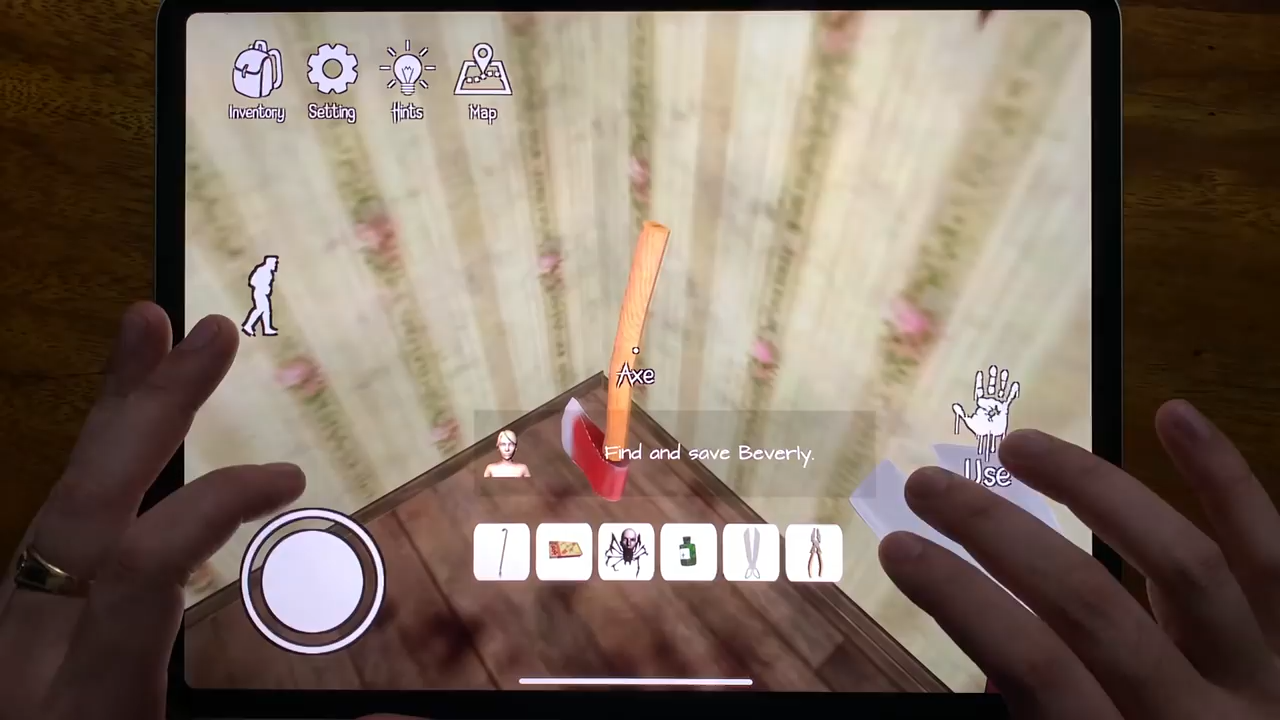 Inventory
Setting
Hints
Map
Axe
Find and save Beverly.
Use